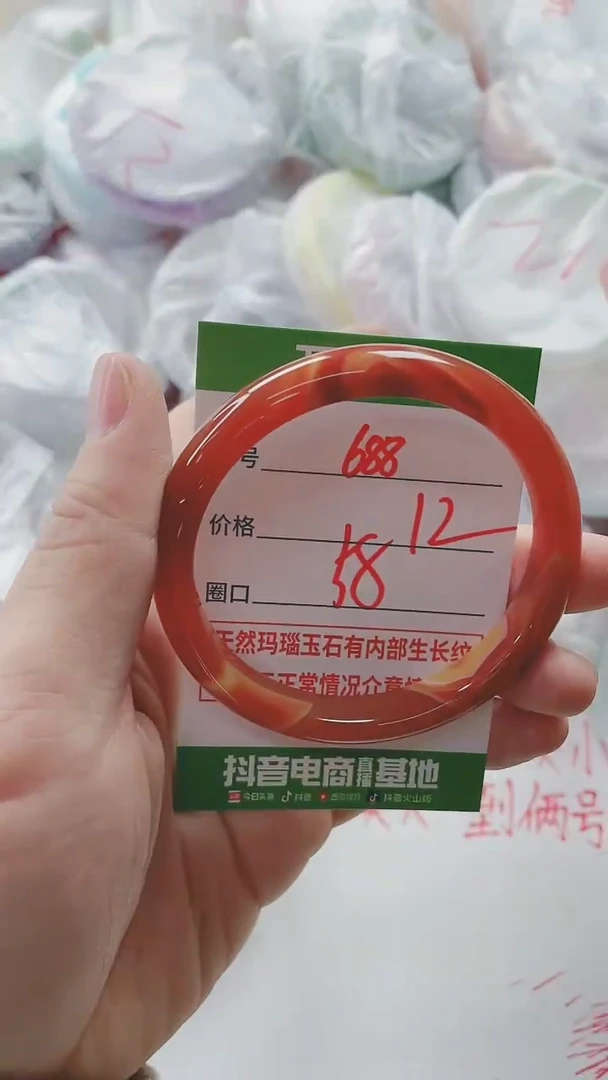 号 688
价格 12
圈口 58
天然玛瑙玉石有内部生长纹
正常情况介意
抖音电商直播基地
今日头条 抖音 西瓜视频 抖音火山版
到俩号